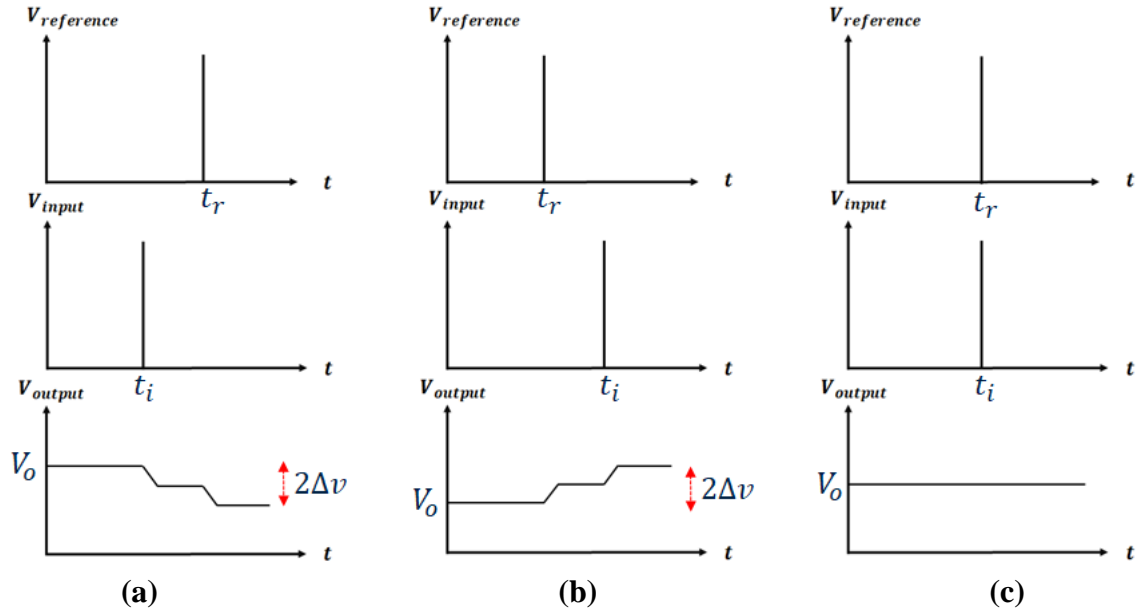 V_reference
t
t_r
V_input
t
t_i
V_output
V_o
2Δv
t
(a)
V_reference
t
t_r
V_input
t
t_i
V_output
V_o
2Δv
t
(b)
V_reference
t
t_r
V_input
t
t_i
V_output
V_o
t
(c)